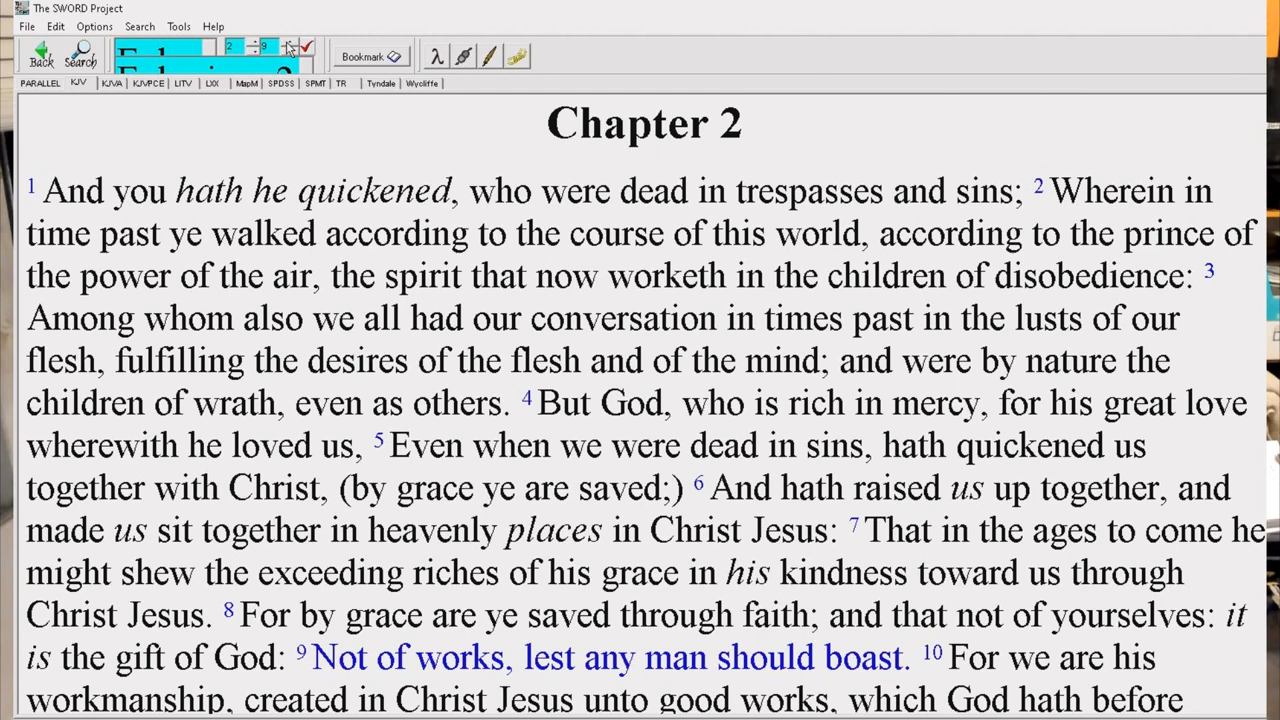 The SWORD Project
File Edit Options Search Tools Help
2 9
Back Search Bookmark λ
PARALLEL KJV KJVA KJVPCE LITV LXX MapM SPDSS SPMT TR Tyndale Wycliffe
Chapter 2
1 And you hath he quickened, who were dead in trespasses and sins; 2 Wherein in
time past ye walked according to the course of this world, according to the prince of
the power of the air, the spirit that now worketh in the children of disobedience: 3
Among whom also we all had our conversation in times past in the lusts of our
flesh, fulfilling the desires of the flesh and of the mind; and were by nature the
children of wrath, even as others. 4 But God, who is rich in mercy, for his great love
wherewith he loved us, 5 Even when we were dead in sins, hath quickened us
together with Christ, (by grace ye are saved;) 6 And hath raised us up together, and
made us sit together in heavenly places in Christ Jesus: 7 That in the ages to come he
might shew the exceeding riches of his grace in his kindness toward us through
Christ Jesus. 8 For by grace are ye saved through faith; and that not of yourselves: it
is the gift of God: 9 Not of works, lest any man should boast. 10 For we are his
workmanship, created in Christ Jesus unto good works, which God hath before